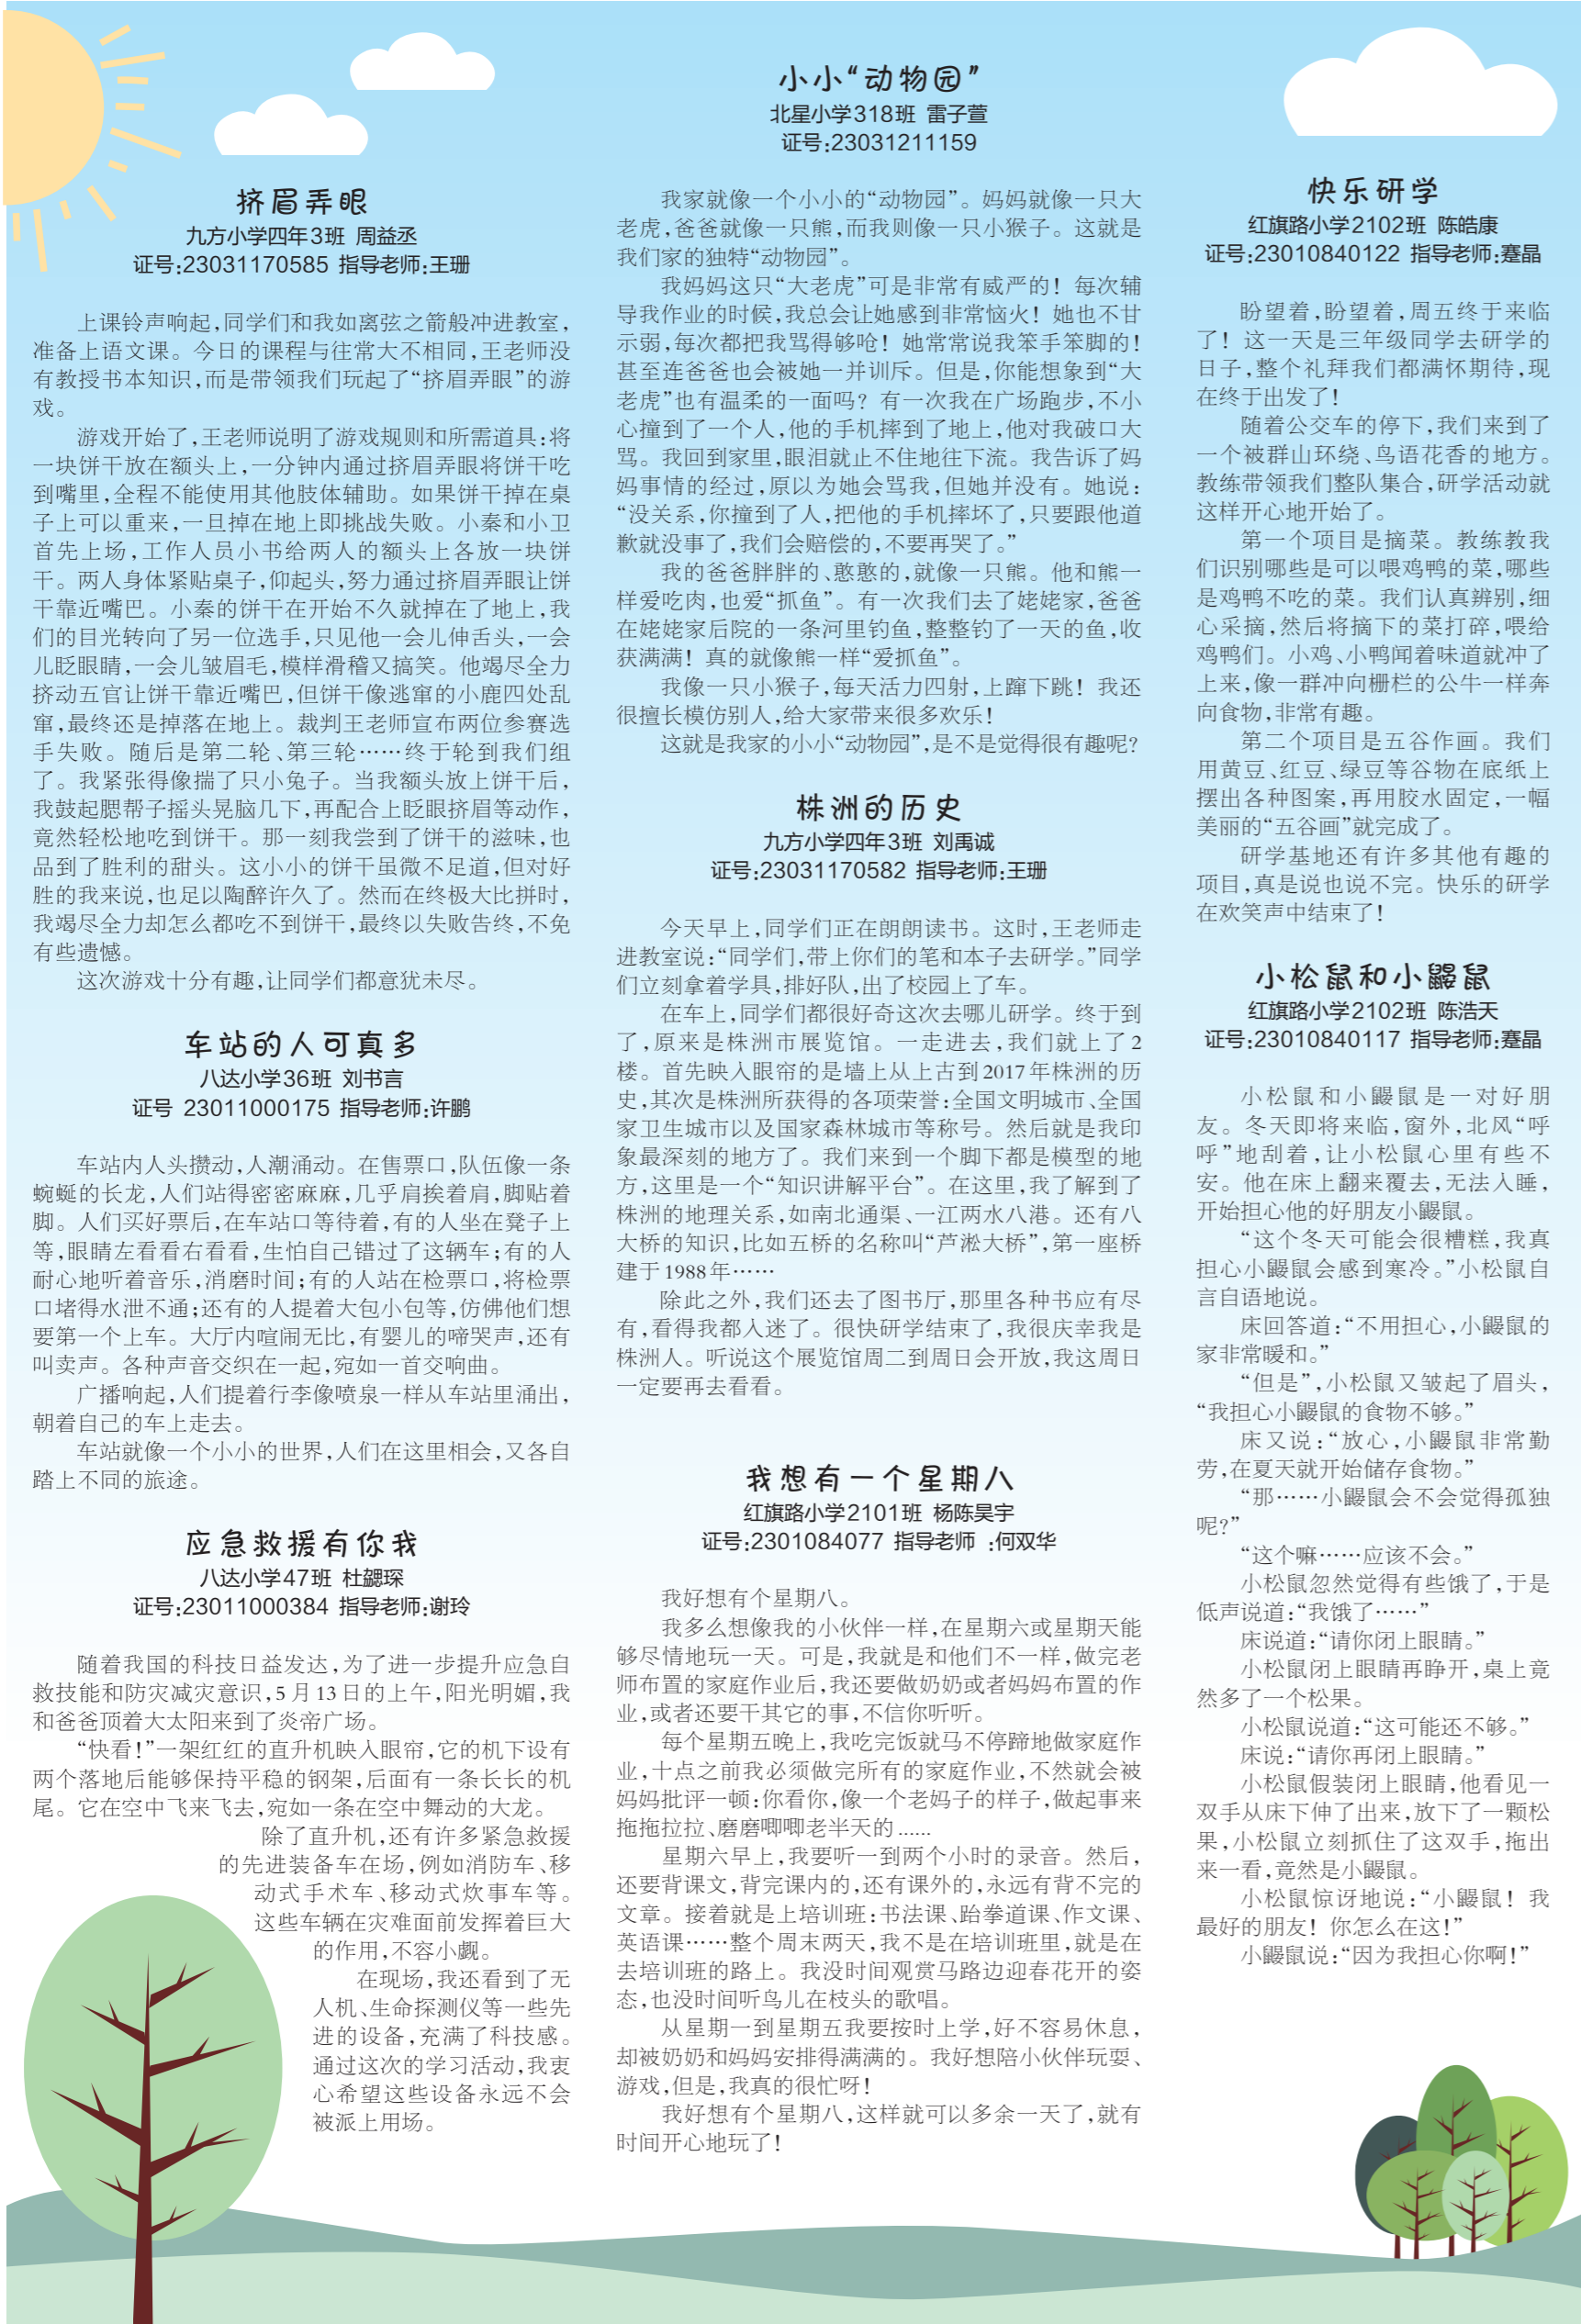 挤眉弄眼
九方小学四年3班 周益丞
证号:23031170585 指导老师:王珊
上课铃声响起,同学们和我如离弦之箭般冲进教室,
准备上语文课。今日的课程与往常大不相同,王老师没
有教授书本知识,而是带领我们玩起了“挤眉弄眼”的游
戏。
游戏开始了,王老师说明了游戏规则和所需道具:将
一块饼干放在额头上,一分钟内通过挤眉弄眼将饼干吃
到嘴里,全程不能使用其他肢体辅助。如果饼干掉在桌
子上可以重来,一旦掉在地上即挑战失败。小秦和小卫
首先上场,工作人员小书给两人的额头上各放一块饼
干。两人身体紧贴桌子,仰起头,努力通过挤眉弄眼让饼
干靠近嘴巴。小秦的饼干在开始不久就掉在了地上,我
们的目光转向了另一位选手,只见他一会儿伸舌头,一会
儿眨眼睛,一会儿皱眉毛,模样滑稽又搞笑。他竭尽全力
挤动五官让饼干靠近嘴巴,但饼干像逃窜的小鹿四处乱
窜,最终还是掉落在地上。裁判王老师宣布两位参赛选
手失败。随后是第二轮、第三轮……终于轮到我们组
了。我紧张得像揣了只小兔子。当我额头放上饼干后,
我鼓起腮帮子摇头晃脑几下,再配合上眨眼挤眉等动作,
竟然轻松地吃到饼干。那一刻我尝到了饼干的滋味,也
品到了胜利的甜头。这小小的饼干虽微不足道,但对好
胜的我来说,也足以陶醉许久了。然而在终极大比拼时,
我竭尽全力却怎么都吃不到饼干,最终以失败告终,不免
有些遗憾。
这次游戏十分有趣,让同学们都意犹未尽。
车站的人可真多
八达小学36班 刘书言
证号 23011000175 指导老师:许鹏
车站内人头攒动,人潮涌动。在售票口,队伍像一条
蜿蜒的长龙,人们站得密密麻麻,几乎肩挨着肩,脚贴着
脚。人们买好票后,在车站口等待着,有的人坐在凳子上
等,眼睛左看看右看看,生怕自己错过了这辆车;有的人
耐心地听着音乐,消磨时间;有的人站在检票口,将检票
口堵得水泄不通;还有的人提着大包小包等,仿佛他们想
要第一个上车。大厅内喧闹无比,有婴儿的啼哭声,还有
叫卖声。各种声音交织在一起,宛如一首交响曲。
广播响起,人们提着行李像喷泉一样从车站里涌出,
朝着自己的车上走去。
车站就像一个小小的世界,人们在这里相会,又各自
踏上不同的旅途。
应急救援有你我
八达小学47班 杜勰琛
证号:23011000384 指导老师:谢玲
随着我国的科技日益发达,为了进一步提升应急自
救技能和防灾减灾意识,5月13日的上午,阳光明媚,我
和爸爸顶着大太阳来到了炎帝广场。
“快看!”一架红红的直升机映入眼帘,它的机下设有
两个落地后能够保持平稳的钢架,后面有一条长长的机
尾。它在空中飞来飞去,宛如一条在空中舞动的大龙。
除了直升机,还有许多紧急救援
的先进装备车在场,例如消防车、移
动式手术车、移动式炊事车等。
这些车辆在灾难面前发挥着巨大
的作用,不容小觑。
在现场,我还看到了无
人机、生命探测仪等一些先
进的设备,充满了科技感。
通过这次的学习活动,我衷
心希望这些设备永远不会
被派上用场。
小小“动物园”
北星小学318班 雷子萱
证号:23031211159
我家就像一个小小的“动物园”。妈妈就像一只大
老虎,爸爸就像一只熊,而我则像一只小猴子。这就是
我们家的独特“动物园”。
我妈妈这只“大老虎”可是非常有威严的！每次辅
导我作业的时候,我总会让她感到非常恼火！她也不甘
示弱,每次都把我骂得够呛！她常常说我笨手笨脚的！
甚至连爸爸也会被她一并训斥。但是,你能想象到“大
老虎”也有温柔的一面吗？有一次我在广场跑步,不小
心撞到了一个人,他的手机摔到了地上,他对我破口大
骂。我回到家里,眼泪就止不住地往下流。我告诉了妈
妈事情的经过,原以为她会骂我,但她并没有。她说:
“没关系,你撞到了人,把他的手机摔坏了,只要跟他道
歉就没事了,我们会赔偿的,不要再哭了。”
我的爸爸胖胖的、憨憨的,就像一只熊。他和熊一
样爱吃肉,也爱“抓鱼”。有一次我们去了姥姥家,爸爸
在姥姥家后院的一条河里钓鱼,整整钓了一天的鱼,收
获满满！真的就像熊一样“爱抓鱼”。
我像一只小猴子,每天活力四射,上蹿下跳！我还
很擅长模仿别人,给大家带来很多欢乐！
这就是我家的小小“动物园”,是不是觉得很有趣呢?
株洲的历史
九方小学四年3班 刘禹诚
证号:23031170582 指导老师:王珊
今天早上,同学们正在朗朗读书。这时,王老师走
进教室说:“同学们,带上你们的笔和本子去研学。”同学
们立刻拿着学具,排好队,出了校园上了车。
在车上,同学们都很好奇这次去哪儿研学。终于到
了,原来是株洲市展览馆。一走进去,我们就上了2
楼。首先映入眼帘的是墙上从上古到2017年株洲的历
史,其次是株洲所获得的各项荣誉:全国文明城市、全国
家卫生城市以及国家森林城市等称号。然后就是我印
象最深刻的地方了。我们来到一个脚下都是模型的地
方,这里是一个“知识讲解平台”。在这里,我了解到了
株洲的地理关系,如南北通渠、一江两水八港。还有八
大桥的知识,比如五桥的名称叫“芦淞大桥”,第一座桥
建于1988年……
除此之外,我们还去了图书厅,那里各种书应有尽
有,看得我都入迷了。很快研学结束了,我很庆幸我是
株洲人。听说这个展览馆周二到周日会开放,我这周日
一定要再去看看。
我想有一个星期八
红旗路小学2101班 杨陈昊宇
证号:2301084077 指导老师 :何双华
我好想有个星期八。
我多么想像我的小伙伴一样,在星期六或星期天能
够尽情地玩一天。可是,我就是和他们不一样,做完老
师布置的家庭作业后,我还要做奶奶或者妈妈布置的作
业,或者还要干其它的事,不信你听听。
每个星期五晚上,我吃完饭就马不停蹄地做家庭作
业,十点之前我必须做完所有的家庭作业,不然就会被
妈妈批评一顿:你看你,像一个老妈子的样子,做起事来
拖拖拉拉、磨磨唧唧老半天的......
星期六早上,我要听一到两个小时的录音。然后,
还要背课文,背完课内的,还有课外的,永远有背不完的
文章。接着就是上培训班:书法课、跆拳道课、作文课、
英语课……整个周末两天,我不是在培训班里,就是在
去培训班的路上。我没时间观赏马路边迎春花开的姿
态,也没时间听鸟儿在枝头的歌唱。
从星期一到星期五我要按时上学,好不容易休息,
却被奶奶和妈妈安排得满满的。我好想陪小伙伴玩耍、
游戏,但是,我真的很忙呀！
我好想有个星期八,这样就可以多余一天了,就有
时间开心地玩了！
快乐研学
红旗路小学2102班 陈皓康
证号:23010840122 指导老师:蹇晶
盼望着,盼望着,周五终于来临
了！这一天是三年级同学去研学的
日子,整个礼拜我们都满怀期待,现
在终于出发了！
随着公交车的停下,我们来到了
一个被群山环绕、鸟语花香的地方。
教练带领我们整队集合,研学活动就
这样开心地开始了。
第一个项目是摘菜。教练教我
们识别哪些是可以喂鸡鸭的菜,哪些
是鸡鸭不吃的菜。我们认真辨别,细
心采摘,然后将摘下的菜打碎,喂给
鸡鸭们。小鸡、小鸭闻着味道就冲了
上来,像一群冲向栅栏的公牛一样奔
向食物,非常有趣。
第二个项目是五谷作画。我们
用黄豆、红豆、绿豆等谷物在底纸上
摆出各种图案,再用胶水固定,一幅
美丽的“五谷画”就完成了。
研学基地还有许多其他有趣的
项目,真是说也说不完。快乐的研学
在欢笑声中结束了！
小松鼠和小鼹鼠
红旗路小学2102班 陈浩天
证号:23010840117 指导老师:蹇晶
小松鼠和小鼹鼠是一对好朋
友。冬天即将来临,窗外,北风“呼
呼”地刮着,让小松鼠心里有些不
安。他在床上翻来覆去,无法入睡,
开始担心他的好朋友小鼹鼠。
“这个冬天可能会很糟糕,我真
担心小鼹鼠会感到寒冷。”小松鼠自
言自语地说。
床回答道:“不用担心,小鼹鼠的
家非常暖和。”
“但是”,小松鼠又皱起了眉头,
“我担心小鼹鼠的食物不够。”
床又说:“放心,小鼹鼠非常勤
劳,在夏天就开始储存食物。”
“那……小鼹鼠会不会觉得孤独
呢?”
“这个嘛……应该不会。”
小松鼠忽然觉得有些饿了,于是
低声说道:“我饿了……”
床说道:“请你闭上眼睛。”
小松鼠闭上眼睛再睁开,桌上竟
然多了一个松果。
小松鼠说道:“这可能还不够。”
床说:“请你再闭上眼睛。”
小松鼠假装闭上眼睛,他看见一
双手从床下伸了出来,放下了一颗松
果,小松鼠立刻抓住了这双手,拖出
来一看,竟然是小鼹鼠。
小松鼠惊讶地说:“小鼹鼠！我
最好的朋友！你怎么在这！”
小鼹鼠说:“因为我担心你啊！”